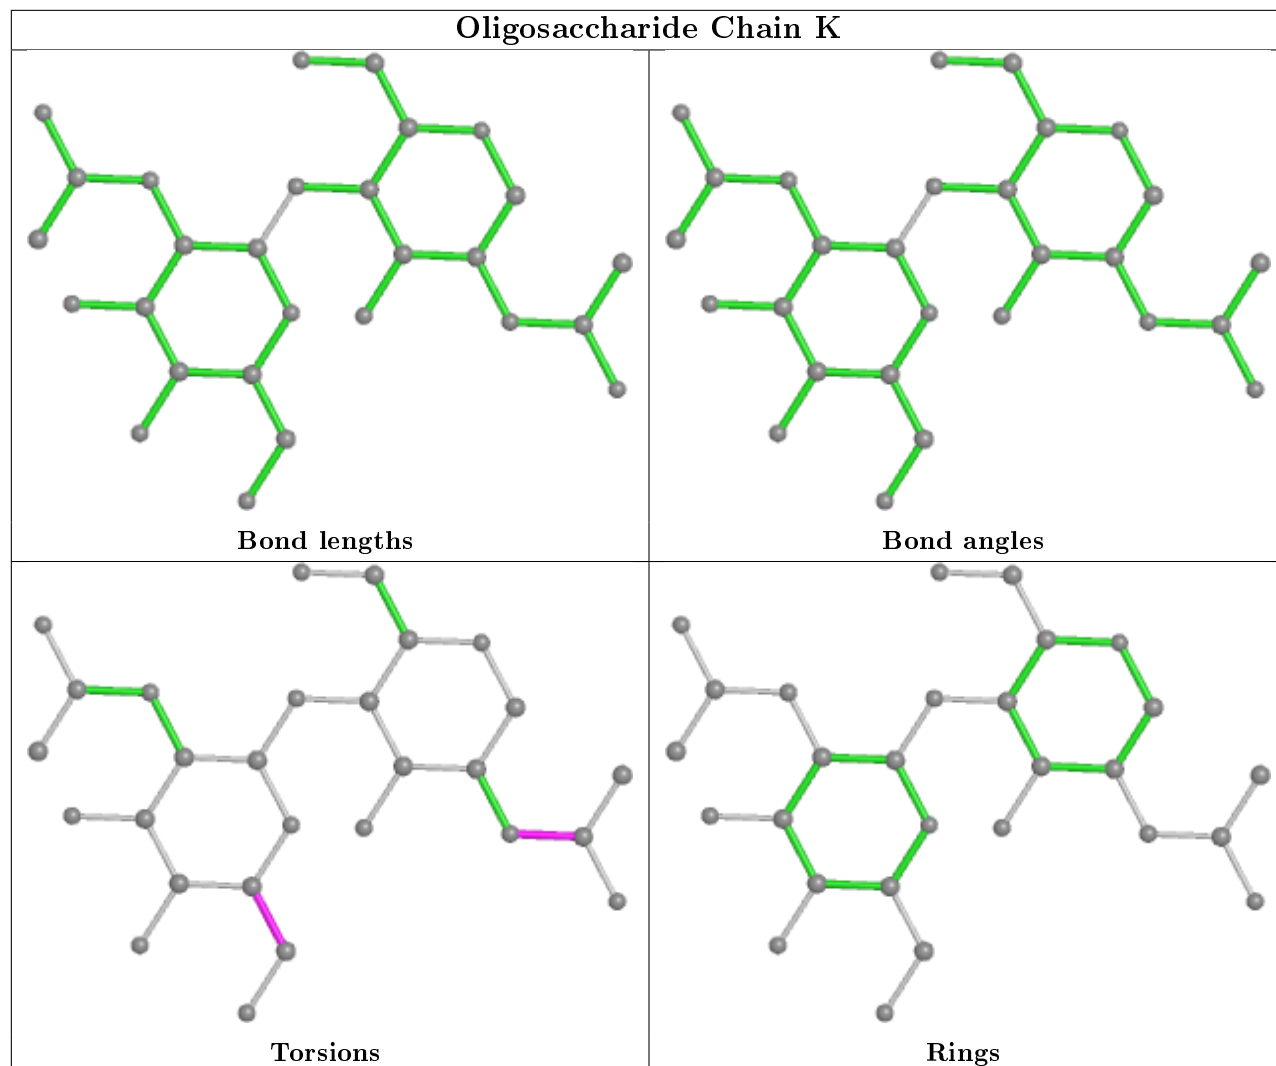 Oligosaccharide Chain K
Bond lengths
Bond angles
Torsions
Rings